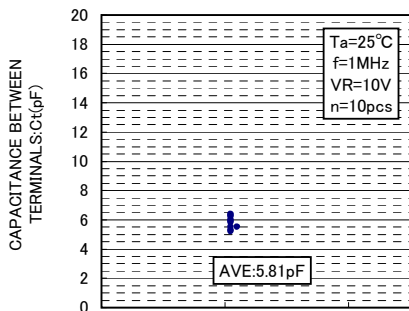 CAPACITANCE BETWEEN
TERMINALS:Ct(pF)
20
18
16
14
12
10
8
6
4
2
0
Ta=25℃
f=1MHz
VR=10V
n=10pcs
AVE:5.81pF